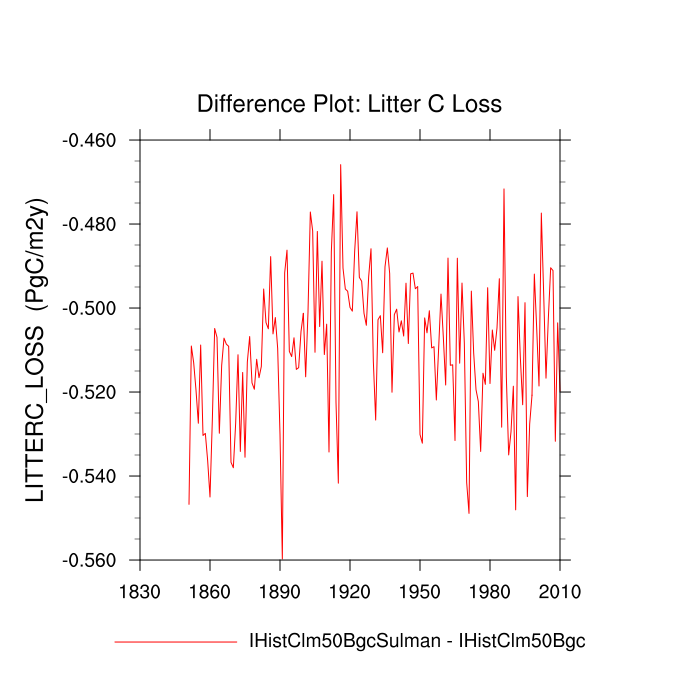 Difference Plot: Litter C Loss
LITTERC_LOSS (PgC/m2y)
-0.460
-0.480
-0.500
-0.520
-0.540
-0.560
1830 1860 1890 1920 1950 1980 2010
IHistClm50BgcSulman - IHistClm50Bgc